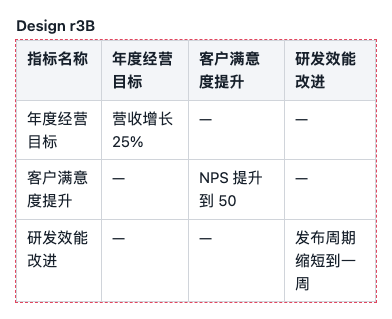 Design r3B
指标名称 年度经营 客户满意 研发效能
目标 度提升 改进
年度经营 营收增长 — —
目标 25%
客户满意 — NPS 提升 —
度提升 到 50
研发效能 — — 发布周期
改进 缩短到一
周